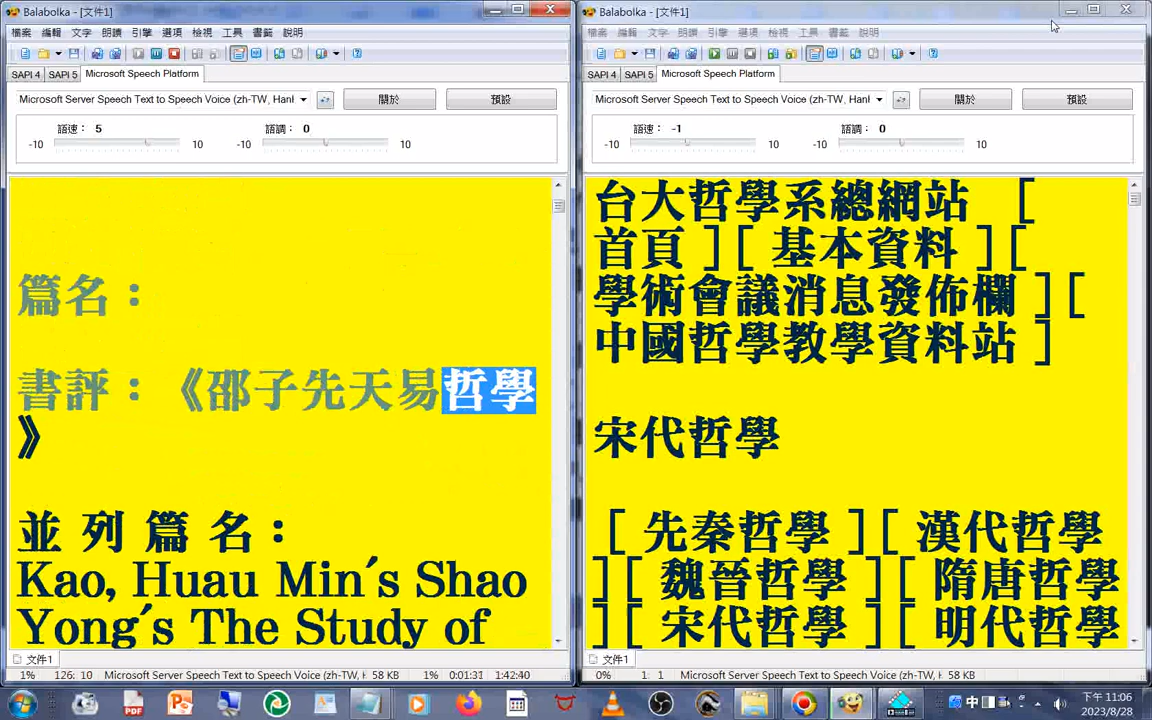 Balabolka - [文件1]
檔案 編輯 文字 朗讀 引擎 選項 檢視 工具 書籤 說明
SAPI 4 SAPI 5 Microsoft Speech Platform
Microsoft Server Speech Text to Speech Voice (zh-TW, Hanl
關於
預設
語速： 5
語調： 0
-10 10 -10 10
篇名：
書評：《邵子先天易哲學
》
並 列 篇 名：
Kao, Huau Min's Shao
Yong's The Study of
文件1
1% 126: 10 Microsoft Server Speech Text to Speech Voice (zh-TW, H 58 KB 1% 0:01:31 1:42:40
Balabolka - [文件1]
檔案 編輯 文字 朗讀 引擎 選項 檢視 工具 書籤 說明
SAPI 4 SAPI 5 Microsoft Speech Platform
Microsoft Server Speech Text to Speech Voice (zh-TW, Hanl
關於
預設
語速： -1
語調： 0
-10 10 -10 10
台大哲學系總網站 [
首頁 ][ 基本資料 ][
學術會議消息發佈欄 ][
中國哲學教學資料站 ]
宋代哲學
[ 先秦哲學 ][ 漢代哲學
][ 魏晉哲學 ][ 隋唐哲學
][ 宋代哲學 ][ 明代哲學
文件1
0% 1: 1 Microsoft Server Speech Text to Speech Voice (zh-TW, Hanl 58 KB
PDF
中
下午 11:06
2023/8/28